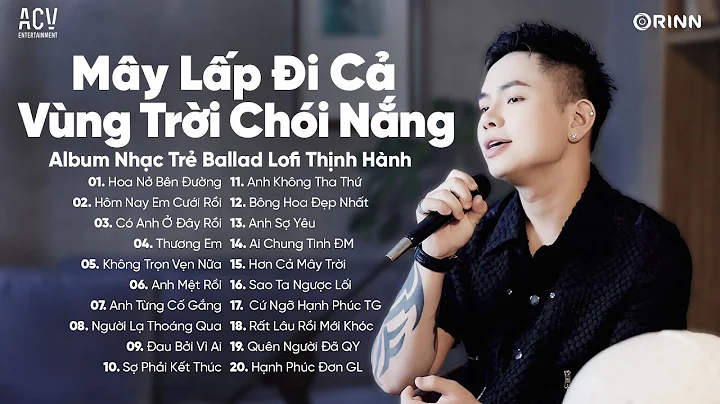 ACV
ENTERTAINMENT
ORINN
Mây Lấp Đi Cả
Vùng Trời Chói Nắng
Album Nhạc Trẻ Ballad Lofi Thịnh Hành
01. Hoa Nở Bên Đường
02. Hôm Nay Em Cưới Rồi
03. Có Anh Ở Đây Rồi
04. Thương Em
05. Không Trọn Vẹn Nữa
06. Anh Mệt Rồi
07. Anh Từng Cố Gắng
08. Người Lạ Thoáng Qua
09. Đau Bởi Vì Ai
10. Sợ Phải Kết Thúc
11. Anh Không Tha Thứ
12. Bông Hoa Đẹp Nhất
13. Anh Sợ Yêu
14. Ai Chung Tình ĐM
15. Hơn Cả Mây Trời
16. Sao Ta Ngược Lối
17. Cứ Ngỡ Hạnh Phúc TG
18. Rất Lâu Rồi Mới Khóc
19. Quên Người Đã QY
20. Hạnh Phúc Đơn GL